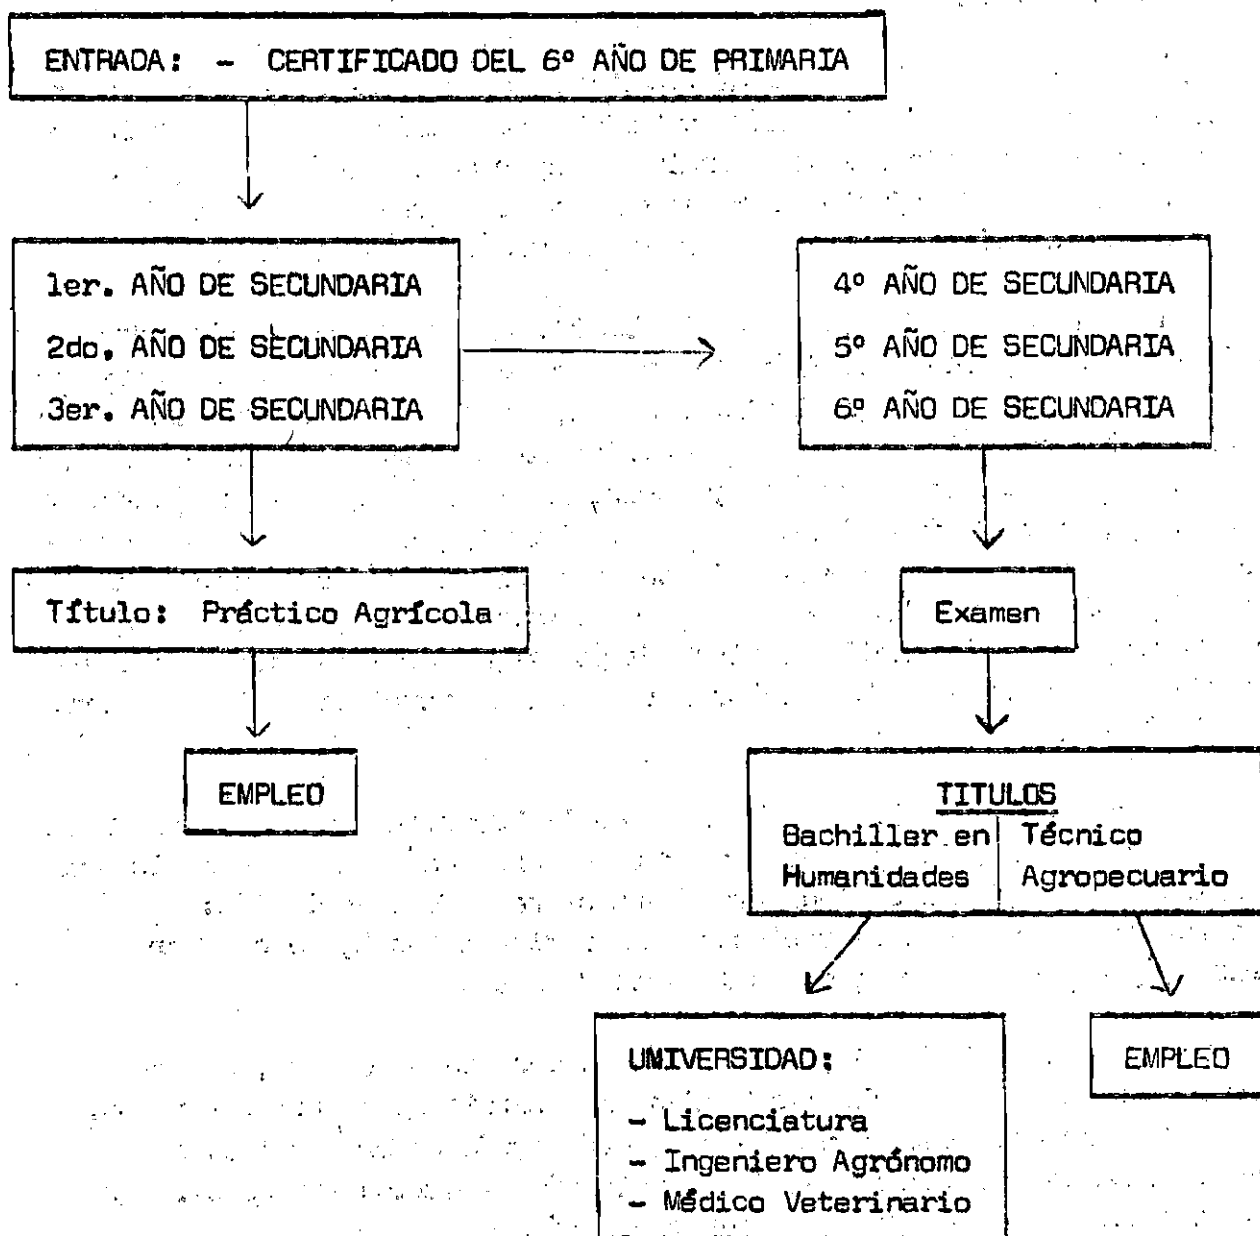 ENTRADA: - CERTIFICADO DEL 6º AÑO DE PRIMARIA
1er. AÑO DE SECUNDARIA
2do. AÑO DE SECUNDARIA
3er. AÑO DE SECUNDARIA
4º AÑO DE SECUNDARIA
5º AÑO DE SECUNDARIA
6º AÑO DE SECUNDARIA
Título: Práctico Agrícola
Examen
EMPLEO
TITULOS
Bachiller en Técnico
Humanidades Agropecuario
UNIVERSIDAD:
- Licenciatura
- Ingeniero Agrónomo
- Médico Veterinario
EMPLEO